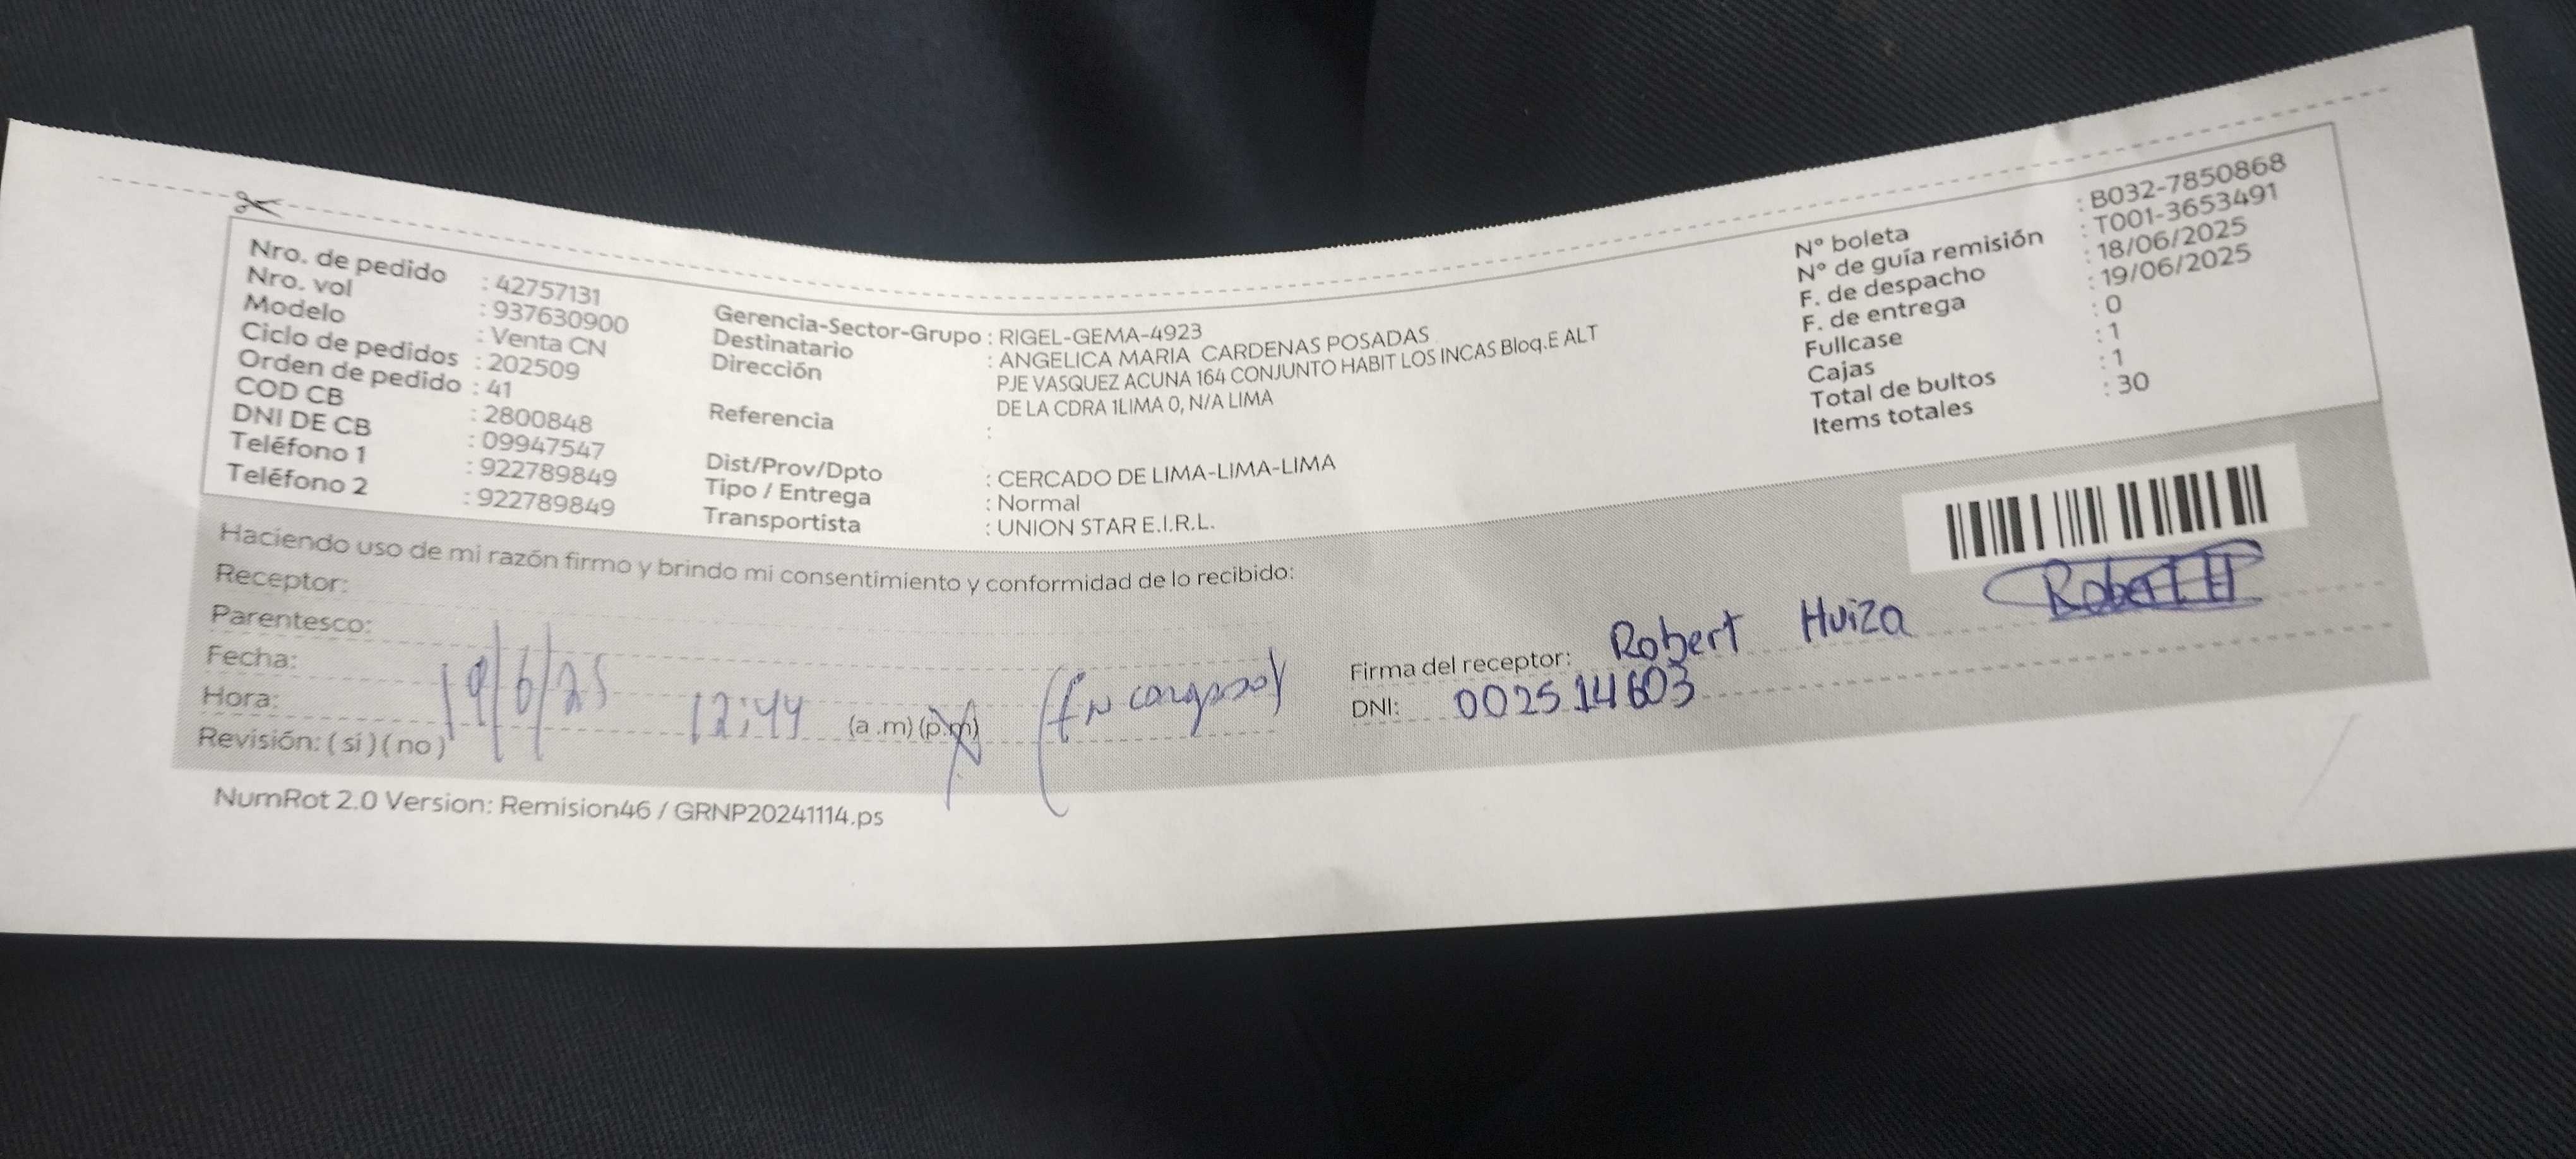 Nro. de pedido : 42757131
Nro. vol : 937630900
Modelo : Venta CN
Ciclo de pedidos : 202509
Orden de pedido : 41
COD CB : 2800848
DNI DE CB : 09947547
Teléfono 1 : 922789849
Teléfono 2 : 922789849
Gerencia-Sector-Grupo : RIGEL-GEMA-4923
Destinatario : ANGELICA MARIA CARDENAS POSADAS
Dirección PJE VASQUEZ ACUNA 164 CONJUNTO HABIT LOS INCAS Bloq.E ALT
DE LA CDRA 1LIMA 0, N/A LIMA
Referencia :
Dist/Prov/Dpto : CERCADO DE LIMA-LIMA-LIMA
Tipo / Entrega : Normal
Transportista : UNION STAR E.I.R.L.
N° boleta : B032-7850868
N° de guía remisión : T001-3653491
F. de despacho : 18/06/2025
F. de entrega : 19/06/2025
Fullcase : 0
Cajas : 1
Total de bultos : 1
Items totales : 30
Haciendo uso de mi razón firmo y brindo mi consentimiento y conformidad de lo recibido:
Receptor:
Parentesco:
Fecha: 19/6/25
Hora: 12:44 (a .m) (p.m)
Revisión: ( si ) ( no )
(Encargado)
Firma del receptor: Robert Huiza Robert H
DNI: 002514603
NumRot 2.0 Version: Remision46 / GRNP20241114.ps